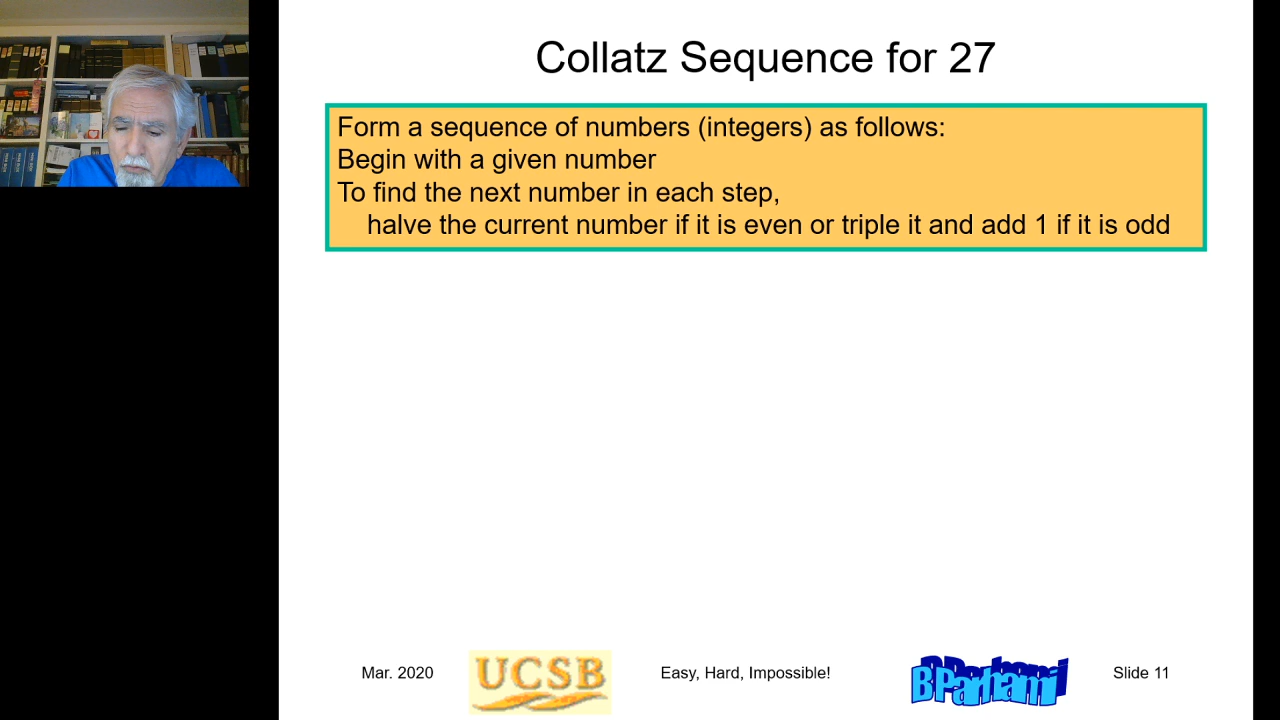 Collatz Sequence for 27
Form a sequence of numbers (integers) as follows:
Begin with a given number
To find the next number in each step,
halve the current number if it is even or triple it and add 1 if it is odd
Mar. 2020
UCSB
Easy, Hard, Impossible!
BParhami
Slide 11